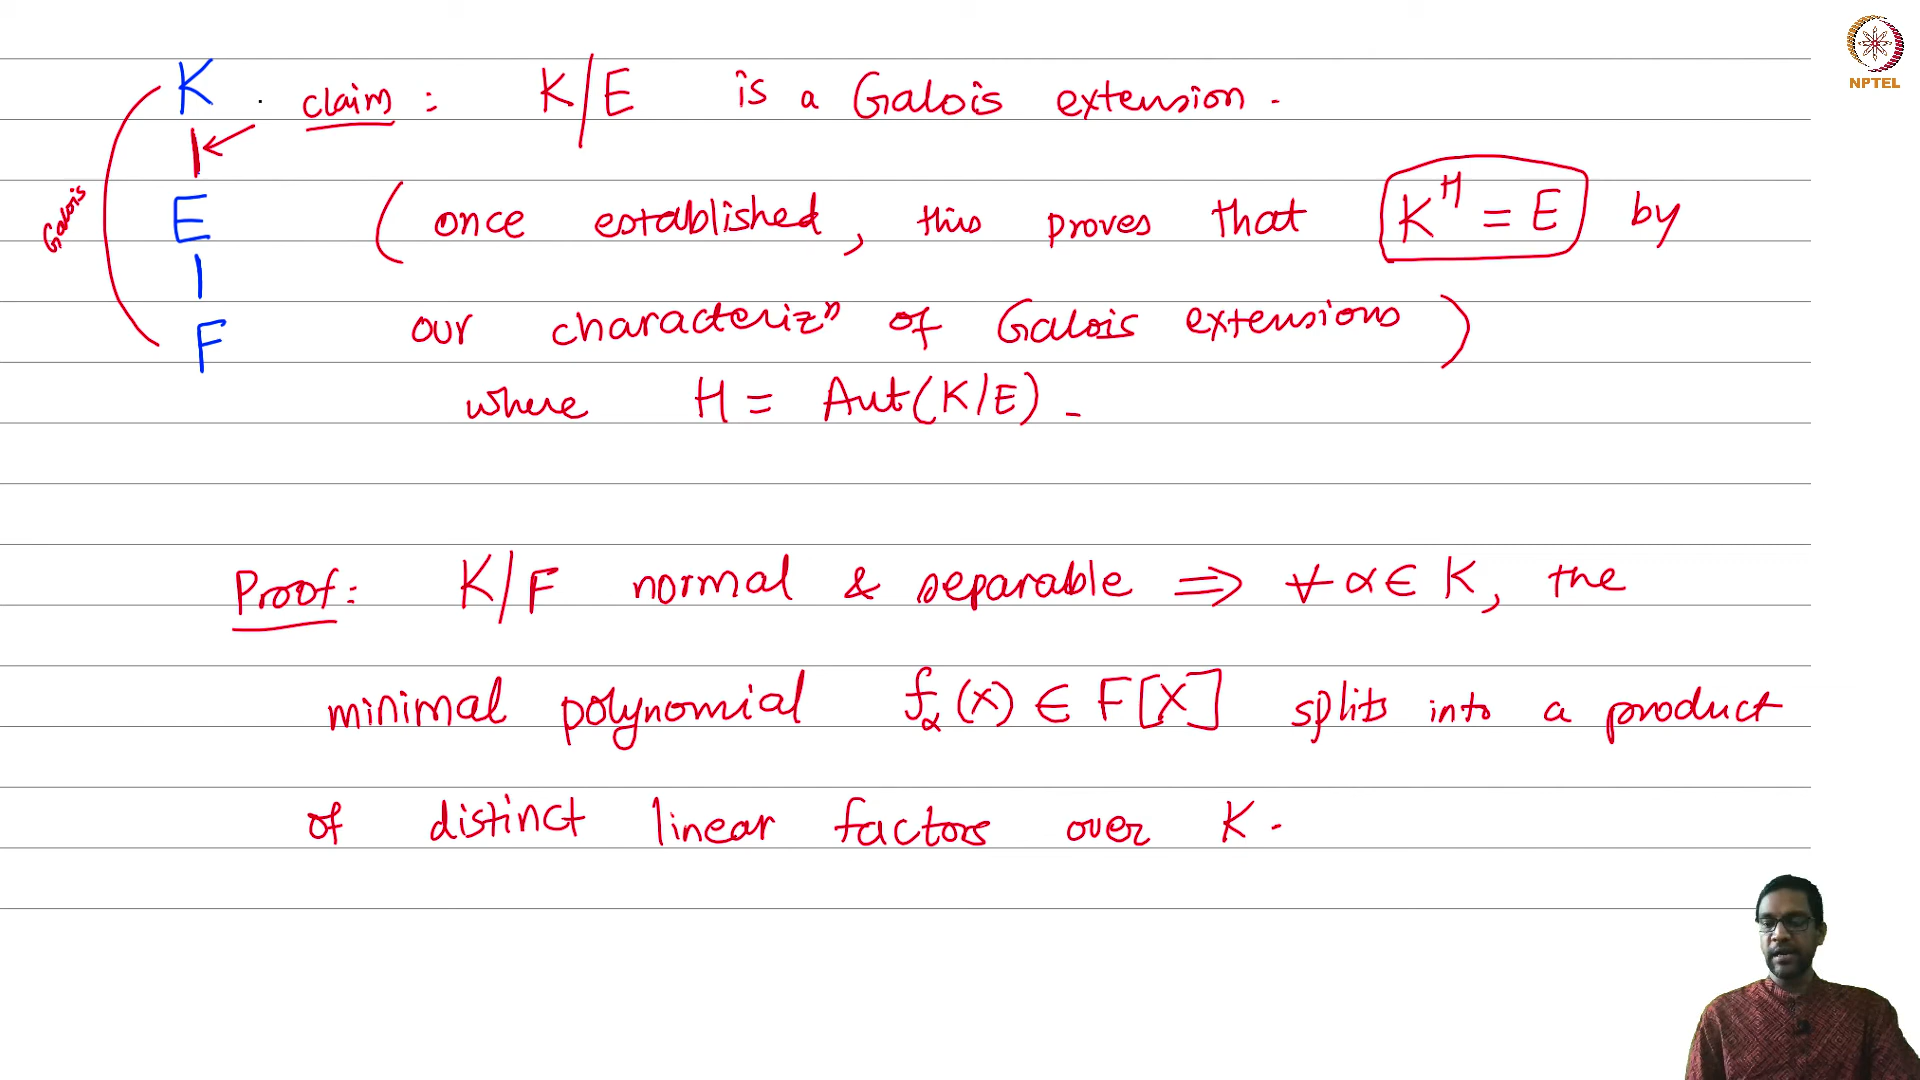 NPTEL
K
claim : K/E is a Galois extension.
Galois
E
(once established, this proves that K^H = E by
F
our characterizⁿ of Galois extensions)
where H = Aut(K/E).
Proof: K/F normal & separable ⇒ ∀ α ∈ K, the
minimal polynomial f_α(x) ∈ F[X] splits into a product
of distinct linear factors over K.